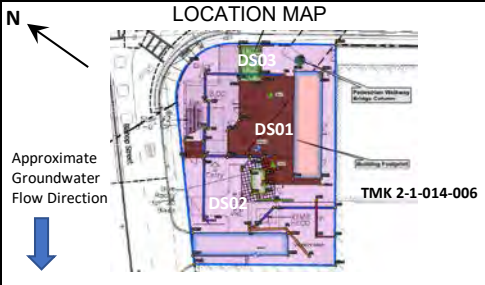 LOCATION MAP
N
DS03
Pedestrian Walkway
Bridge Column
DS01
Building Footprint
Approximate
Groundwater
Flow Direction
TMK 2-1-014-006
DS02